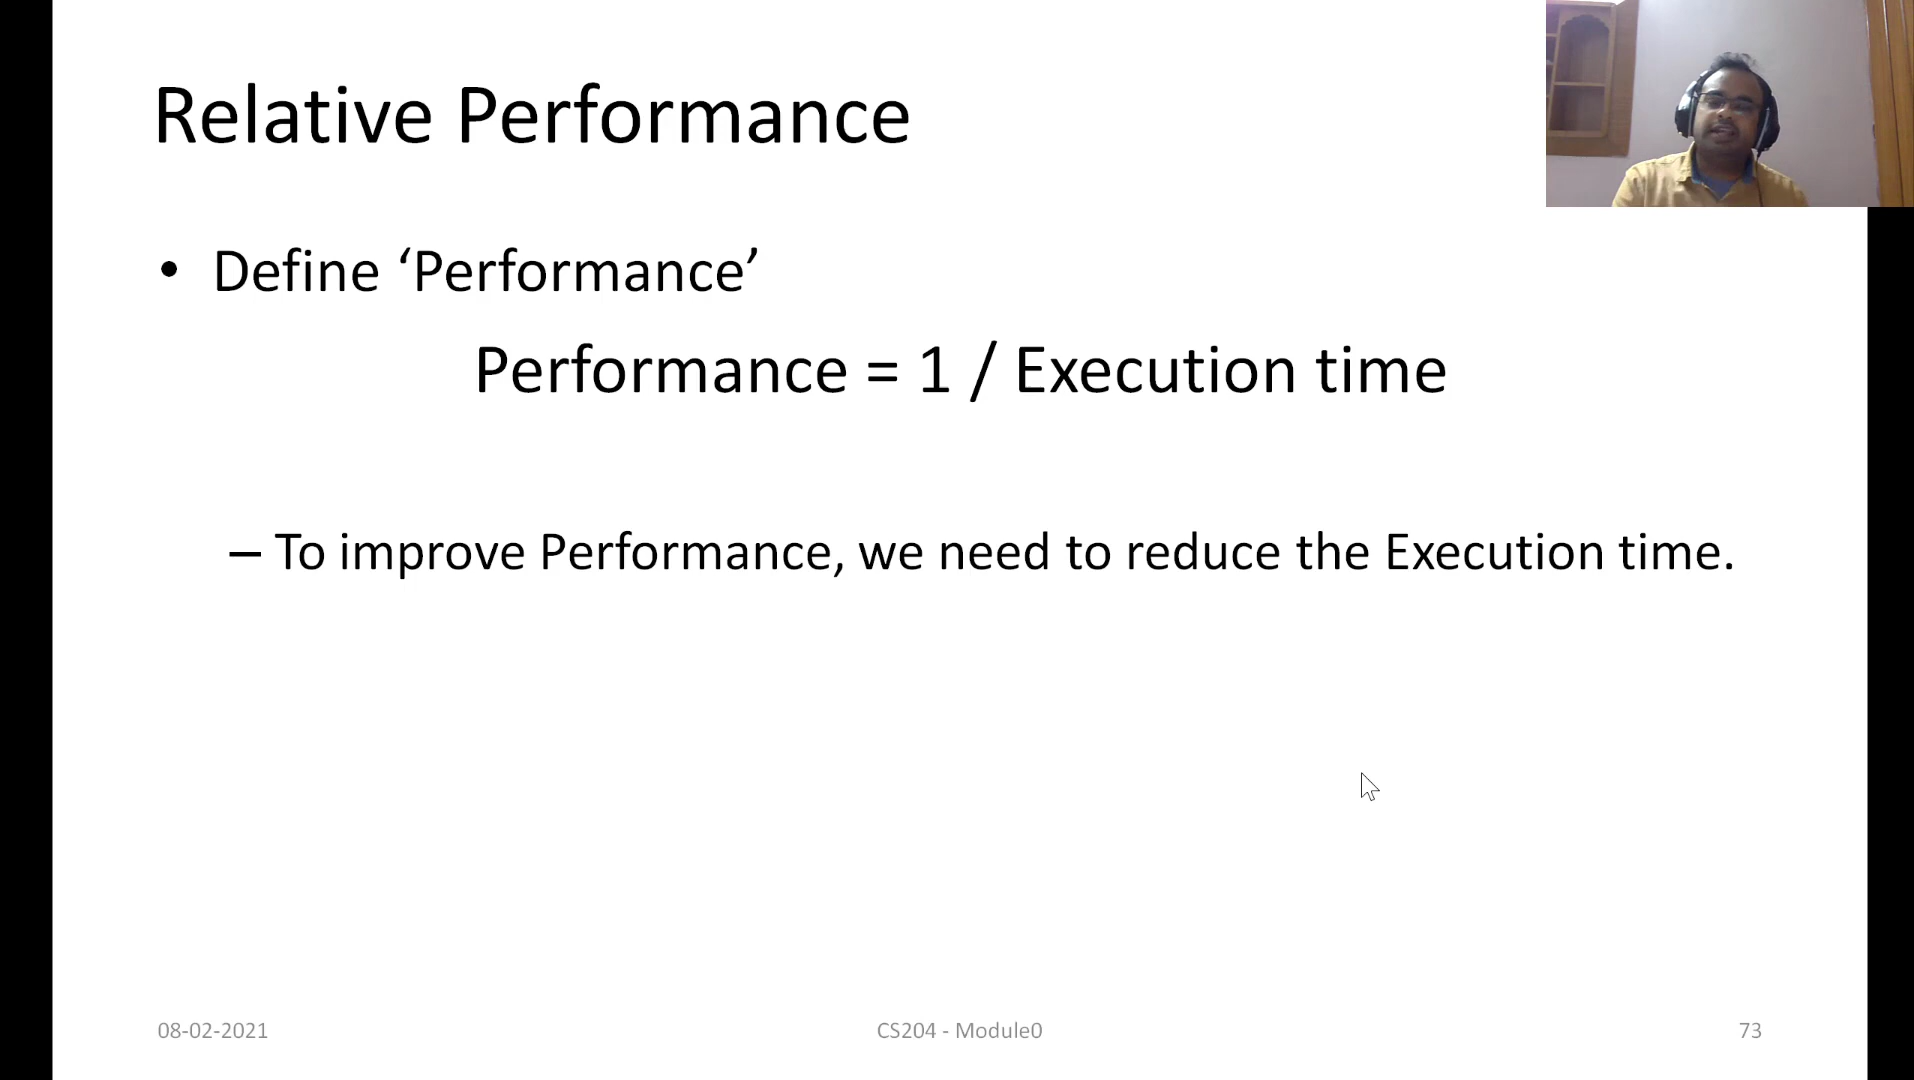 Relative Performance
• Define ‘Performance’
Performance = 1 / Execution time
– To improve Performance, we need to reduce the Execution time.
08-02-2021
CS204 - Module0
73